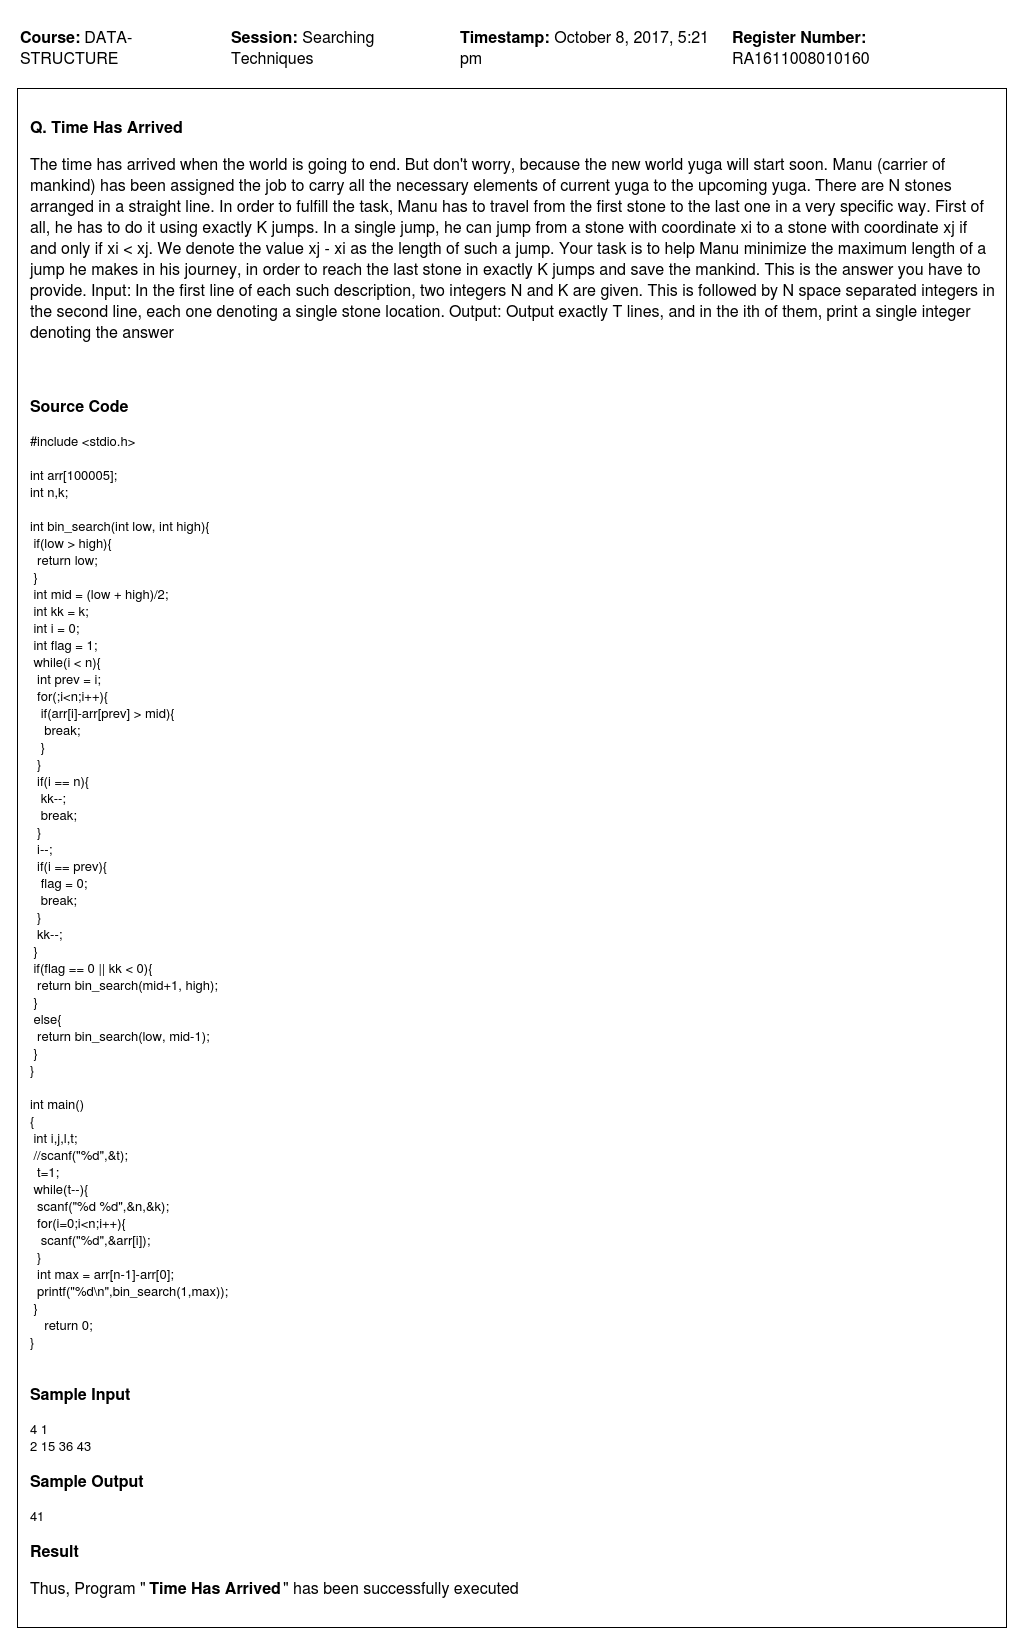 Course: DATA-STRUCTURE
Session: Searching Techniques
Timestamp: October 8, 2017, 5:21 pm
Register Number: RA1611008010160
Q. Time Has Arrived
The time has arrived when the world is going to end. But don't worry, because the new world yuga will start soon. Manu (carrier of
mankind) has been assigned the job to carry all the necessary elements of current yuga to the upcoming yuga. There are N stones
arranged in a straight line. In order to fulfill the task, Manu has to travel from the first stone to the last one in a very specific way. First of
all, he has to do it using exactly K jumps. In a single jump, he can jump from a stone with coordinate xi to a stone with coordinate xj if
and only if xi < xj. We denote the value xj - xi as the length of such a jump. Your task is to help Manu minimize the maximum length of a
jump he makes in his journey, in order to reach the last stone in exactly K jumps and save the mankind. This is the answer you have to
provide. Input: In the first line of each such description, two integers N and K are given. This is followed by N space separated integers in
the second line, each one denoting a single stone location. Output: Output exactly T lines, and in the ith of them, print a single integer
denoting the answer
Source Code
#include <stdio.h>
int arr[100005];
int n,k;
int bin_search(int low, int high){
if(low > high){
return low;
}
int mid = (low + high)/2;
int kk = k;
int i = 0;
int flag = 1;
while(i < n){
int prev = i;
for(;i<n;i++){
if(arr[i]-arr[prev] > mid){
break;
}
}
if(i == n){
kk--;
break;
}
i--;
if(i == prev){
flag = 0;
break;
}
kk--;
}
if(flag == 0 || kk < 0){
return bin_search(mid+1, high);
}
else{
return bin_search(low, mid-1);
}
}
int main()
{
int i,j,l,t;
//scanf("%d",&t);
t=1;
while(t--){
scanf("%d %d",&n,&k);
for(i=0;i<n;i++){
scanf("%d",&arr[i]);
}
int max = arr[n-1]-arr[0];
printf("%d\n",bin_search(1,max));
}
return 0;
}
Sample Input
4 1
2 15 36 43
Sample Output
41
Result
Thus, Program " Time Has Arrived " has been successfully executed